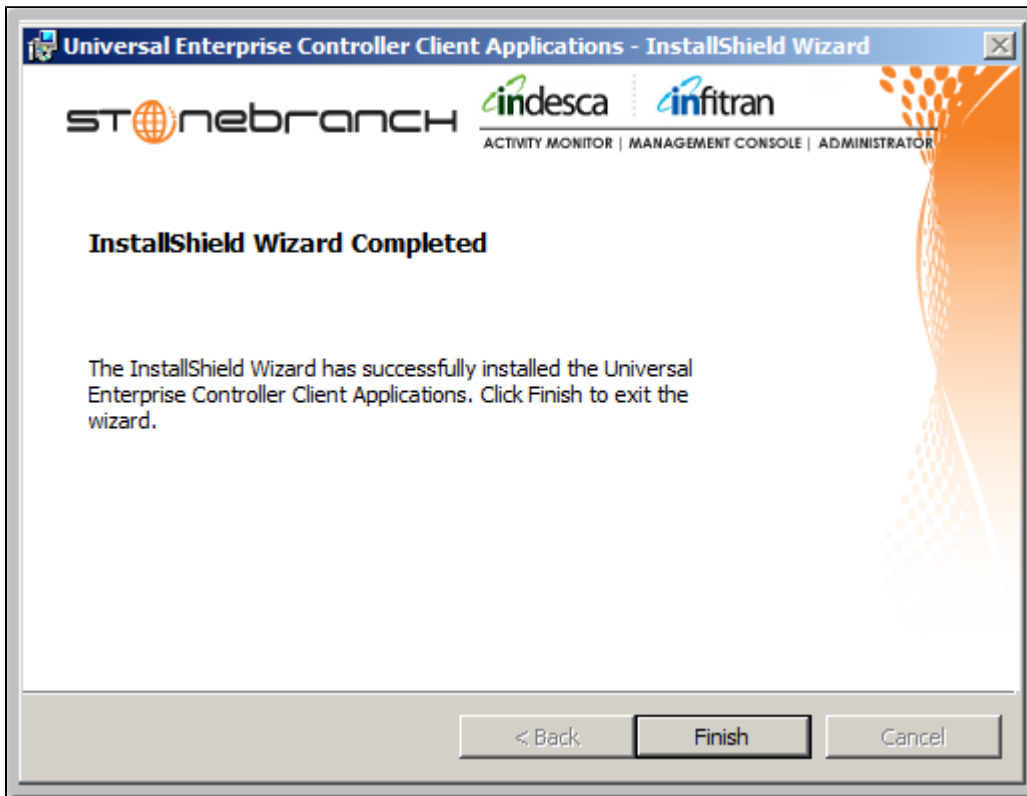 Universal Enterprise Controller Client Applications - InstallShield Wizard
stonebranch
indesca infitran
ACTIVITY MONITOR | MANAGEMENT CONSOLE | ADMINISTRATOR
InstallShield Wizard Completed
The InstallShield Wizard has successfully installed the Universal
Enterprise Controller Client Applications. Click Finish to exit the
wizard.
< Back Finish Cancel